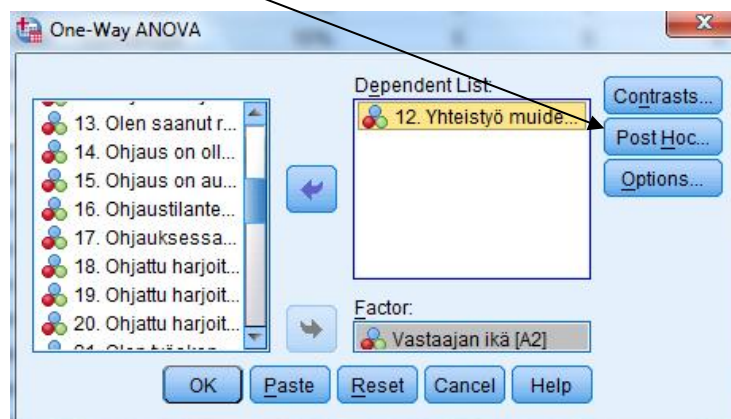 One-Way ANOVA
Dependent List:
12. Yhteistyö muide...
Contrasts...
Post Hoc...
Options...
13. Olen saanut r...
14. Ohjaus on oll...
15. Ohjaus on au...
16. Ohjaustilante...
17. Ohjauksessa...
18. Ohjattu harjoit...
19. Ohjattu harjoit...
20. Ohjattu harjoit...
Factor:
Vastaajan ikä [A2]
OK
Paste
Reset
Cancel
Help